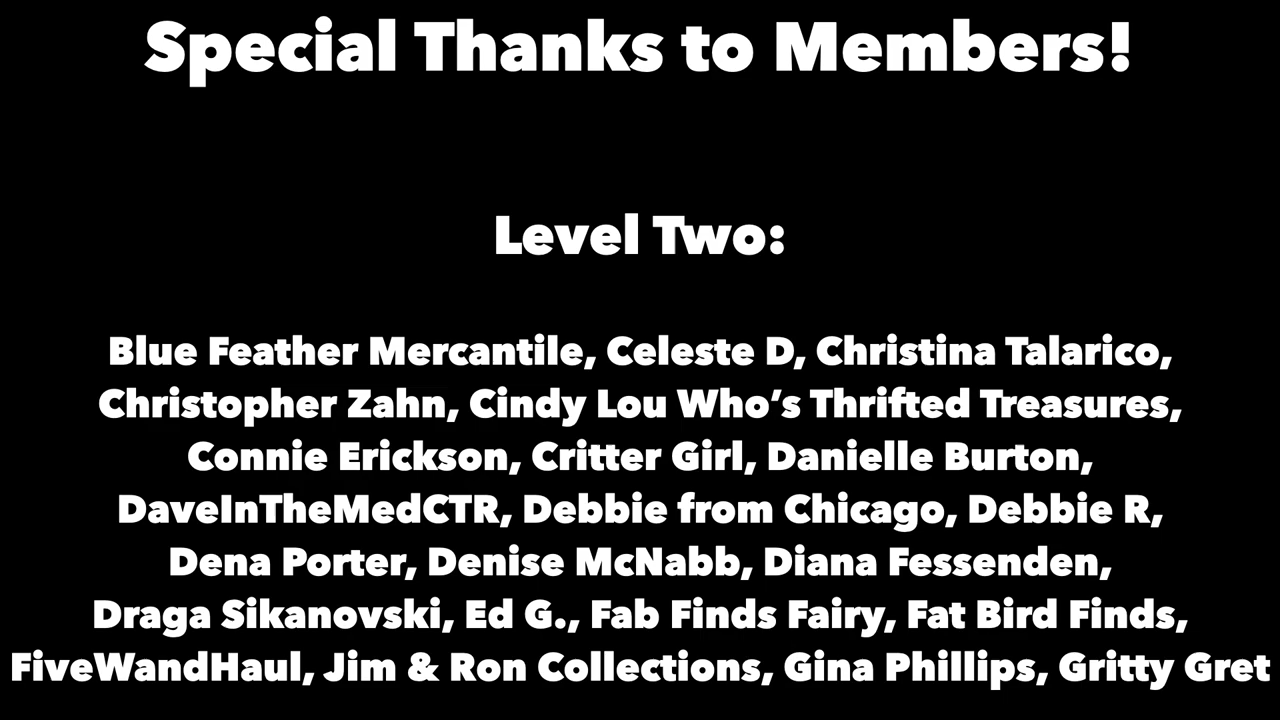 Special Thanks to Members!
Level Two:
Blue Feather Mercantile, Celeste D, Christina Talarico,
Christopher Zahn, Cindy Lou Who’s Thrifted Treasures,
Connie Erickson, Critter Girl, Danielle Burton,
DaveInTheMedCTR, Debbie from Chicago, Debbie R,
Dena Porter, Denise McNabb, Diana Fessenden,
Draga Sikanovski, Ed G., Fab Finds Fairy, Fat Bird Finds,
FiveWandHaul, Jim & Ron Collections, Gina Phillips, Gritty Gret